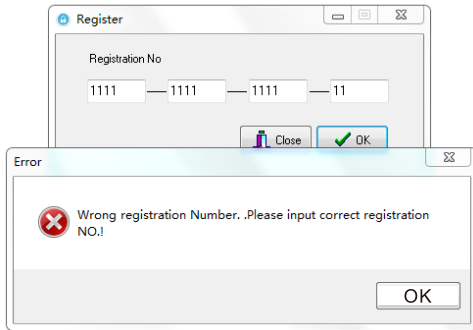 Register
Registration No
1111 — 1111 — 1111 — 11
Close OK
Error
Wrong registration Number. .Please input correct registration
NO.!
OK